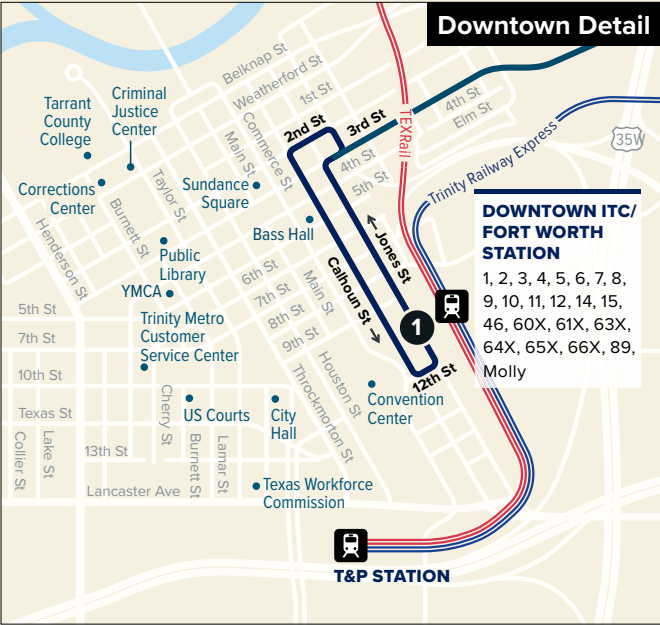 Downtown Detail
Belknap St
Weatherford St
1st St
Commerce St
Main St
2nd St
3rd St
4th St
Elm St
4th St
5th St
TEXRail
Trinity Railway Express
35W
Tarrant
County
College
Criminal
Justice
Center
Corrections
Center
Taylor St
Burnett St
Henderson St
Sundance
Square
Bass Hall
Public
Library
YMCA
Trinity Metro
Customer
Service Center
Jones St
Calhoun St
1
12th St
DOWNTOWN ITC/
FORT WORTH
STATION
1, 2, 3, 4, 5, 6, 7, 8,
9, 10, 11, 12, 14, 15,
46, 60X, 61X, 63X,
64X, 65X, 66X, 89,
Molly
6th St
7th St
8th St
9th St
Main St
Houston St
Throckmorton St
5th St
7th St
10th St
Texas St
13th St
Lancaster Ave
Collier St
Lake St
Cherry St
Burnett St
Lamar St
US Courts
City
Hall
Convention
Center
Texas Workforce
Commission
T&P STATION